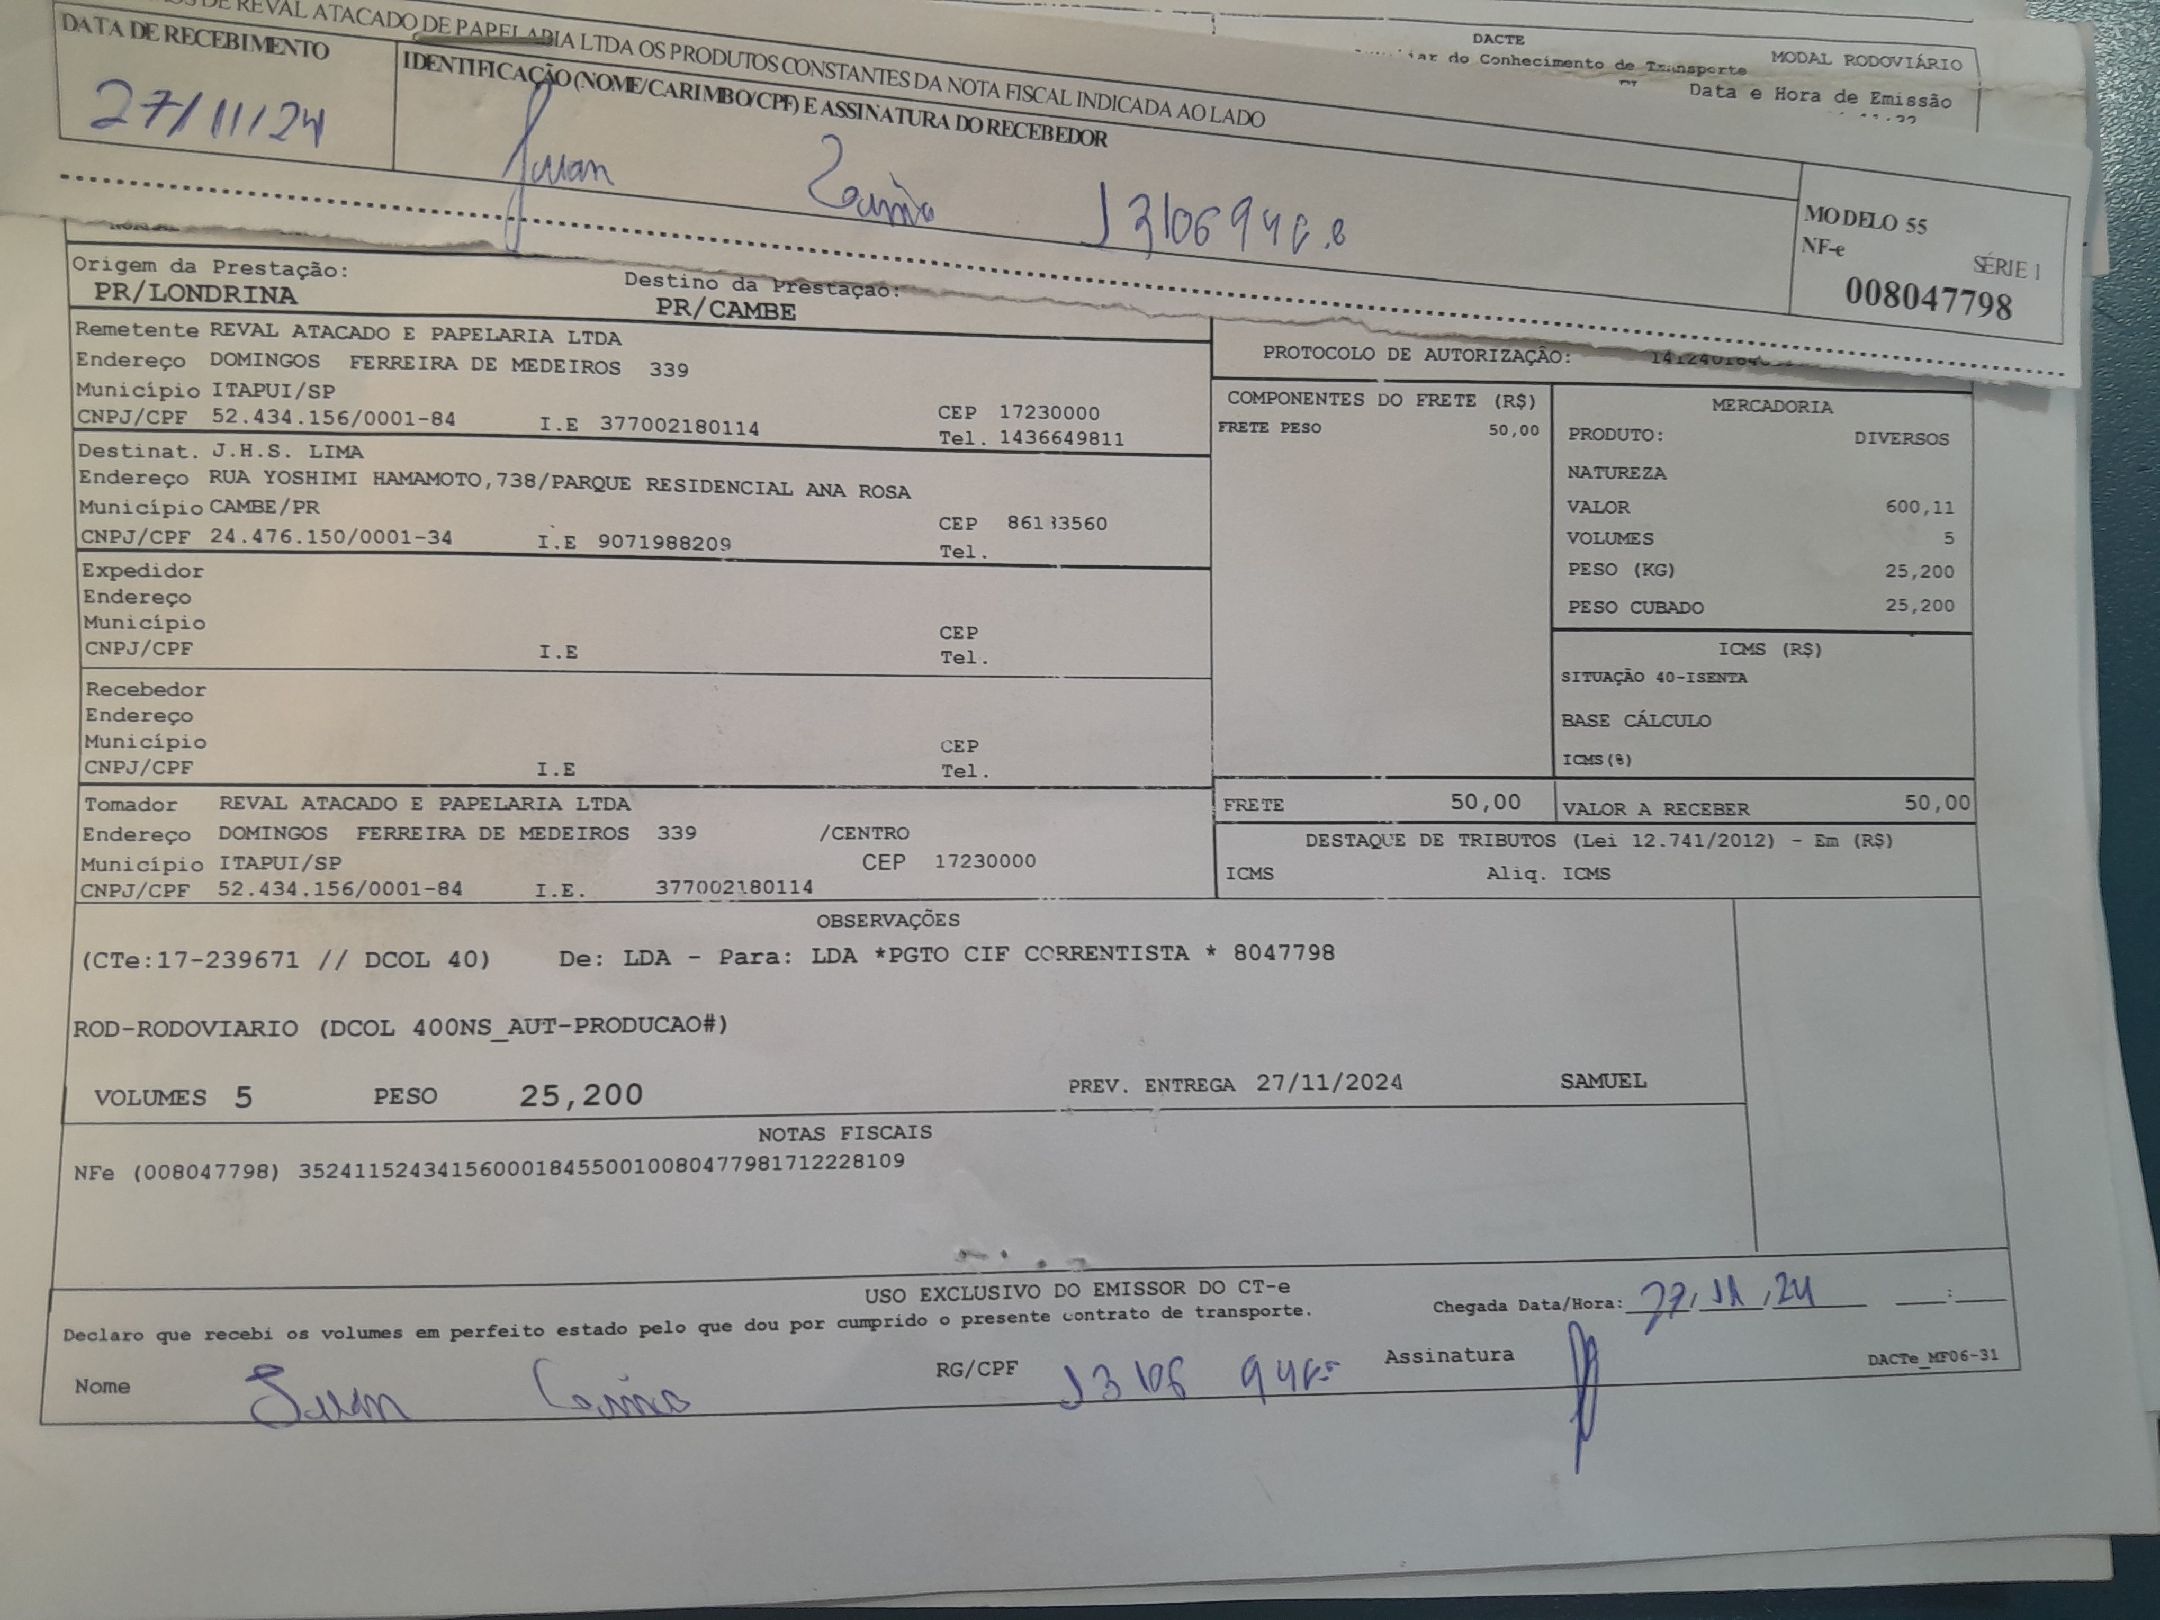 DE REVAL ATACADO DE PAPELARIA LTDA OS PRODUTOS CONSTANTES DA NOTA FISCAL INDICADA AO LADO
DATA DE RECEBIMENTO
27/11/24
IDENTIFICAÇÃO (NOME/CARIMBO/CPF) E ASSINATURA DO RECEBEDOR
Juan
MODELO 55
NF-e SÉRIE 1
008047798
DACTE
do Conhecimento de Transporte
MODAL RODOVIÁRIO
Data e Hora de Emissão
Origem da Prestação: Destino da Prestação:
PR/LONDRINA PR/CAMBE
Remetente REVAL ATACADO E PAPELARIA LTDA
Endereço DOMINGOS FERREIRA DE MEDEIROS 339
Município ITAPUI/SP CEP 17230000
CNPJ/CPF 52.434.156/0001-84 I.E 377002180114 Tel. 1436649811
Destinat. J.H.S. LIMA
Endereço RUA YOSHIMI HAMAMOTO,738/PARQUE RESIDENCIAL ANA ROSA
Município CAMBE/PR CEP 86183560
CNPJ/CPF 24.476.150/0001-34 I.E 9071988209 Tel.
Expedidor
Endereço
Município CEP
CNPJ/CPF I.E Tel.
Recebedor
Endereço
Município CEP
CNPJ/CPF I.E Tel.
Tomador REVAL ATACADO E PAPELARIA LTDA
Endereço DOMINGOS FERREIRA DE MEDEIROS 339 /CENTRO
Município ITAPUI/SP CEP 17230000
CNPJ/CPF 52.434.156/0001-84 I.E. 377002180114
PROTOCOLO DE AUTORIZAÇÃO:
COMPONENTES DO FRETE (R$)
FRETE PESO 50,00
MERCADORIA
PRODUTO: DIVERSOS
NATUREZA
VALOR 600,11
VOLUMES 5
PESO (KG) 25,200
PESO CUBADO 25,200
ICMS (R$)
SITUAÇÃO 40-ISENTA
BASE CÁLCULO
ICMS(%)
FRETE 50,00 VALOR A RECEBER 50,00
DESTAQUE DE TRIBUTOS (Lei 12.741/2012) - Em (R$)
ICMS Aliq. ICMS
OBSERVAÇÕES
(CTe:17-239671 // DCOL 40) De: LDA - Para: LDA *PGTO CIF CORRENTISTA * 8047798
ROD-RODOVIARIO (DCOL 400NS_AUT-PRODUCAO#)
VOLUMES 5 PESO 25,200 PREV. ENTREGA 27/11/2024 SAMUEL
NOTAS FISCAIS
NFe (008047798) 35241152434156000184550010080477981712228109
USO EXCLUSIVO DO EMISSOR DO CT-e
Declaro que recebi os volumes em perfeito estado pelo que dou por cumprido o presente contrato de transporte.
Chegada Data/Hora: 27/11/24 __:__
Nome Juan RG/CPF Assinatura
DACTe_MF06-31